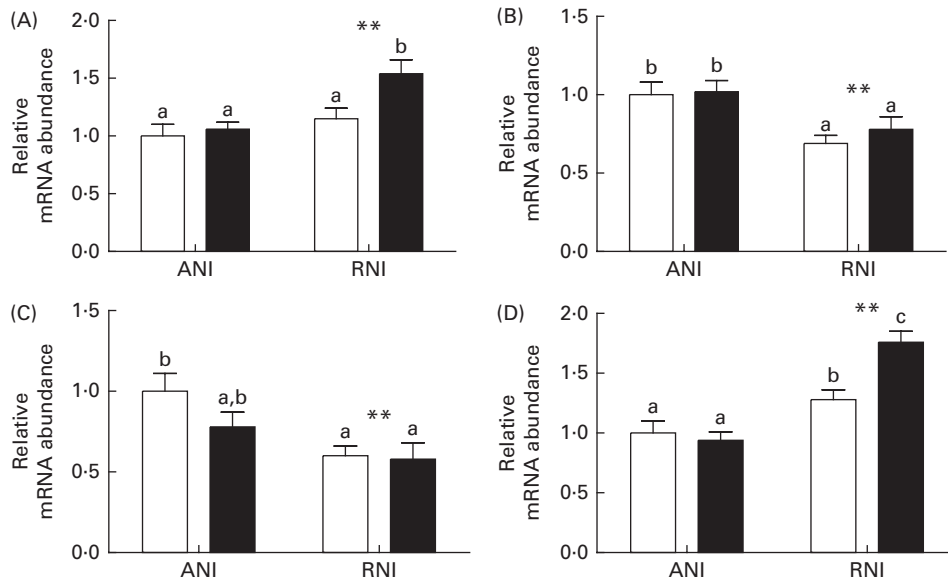 (A)
Relative
mRNA abundance
2·0
1·5
1·0
0·5
0·0
a
a
a
**
b
ANI
RNI
(B)
Relative
mRNA abundance
1·5
1·0
0·5
0·0
b
b
a
**
a
ANI
RNI
(C)
Relative
mRNA abundance
1·5
1·0
0·5
0·0
b
a,b
a
**
a
ANI
RNI
(D)
Relative
mRNA abundance
2·0
1·5
1·0
0·5
0·0
a
a
b
**
c
ANI
RNI